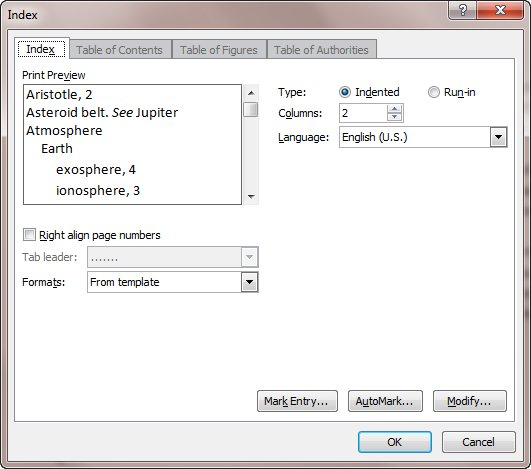 Index
?
Index Table of Contents Table of Figures Table of Authorities
Print Preview
Aristotle, 2
Asteroid belt. See Jupiter
Atmosphere
Earth
exosphere, 4
ionosphere, 3
Type: Indented Run-in
Columns: 2
Language: English (U.S.)
Right align page numbers
Tab leader: .......
Formats: From template
Mark Entry... AutoMark... Modify...
OK Cancel